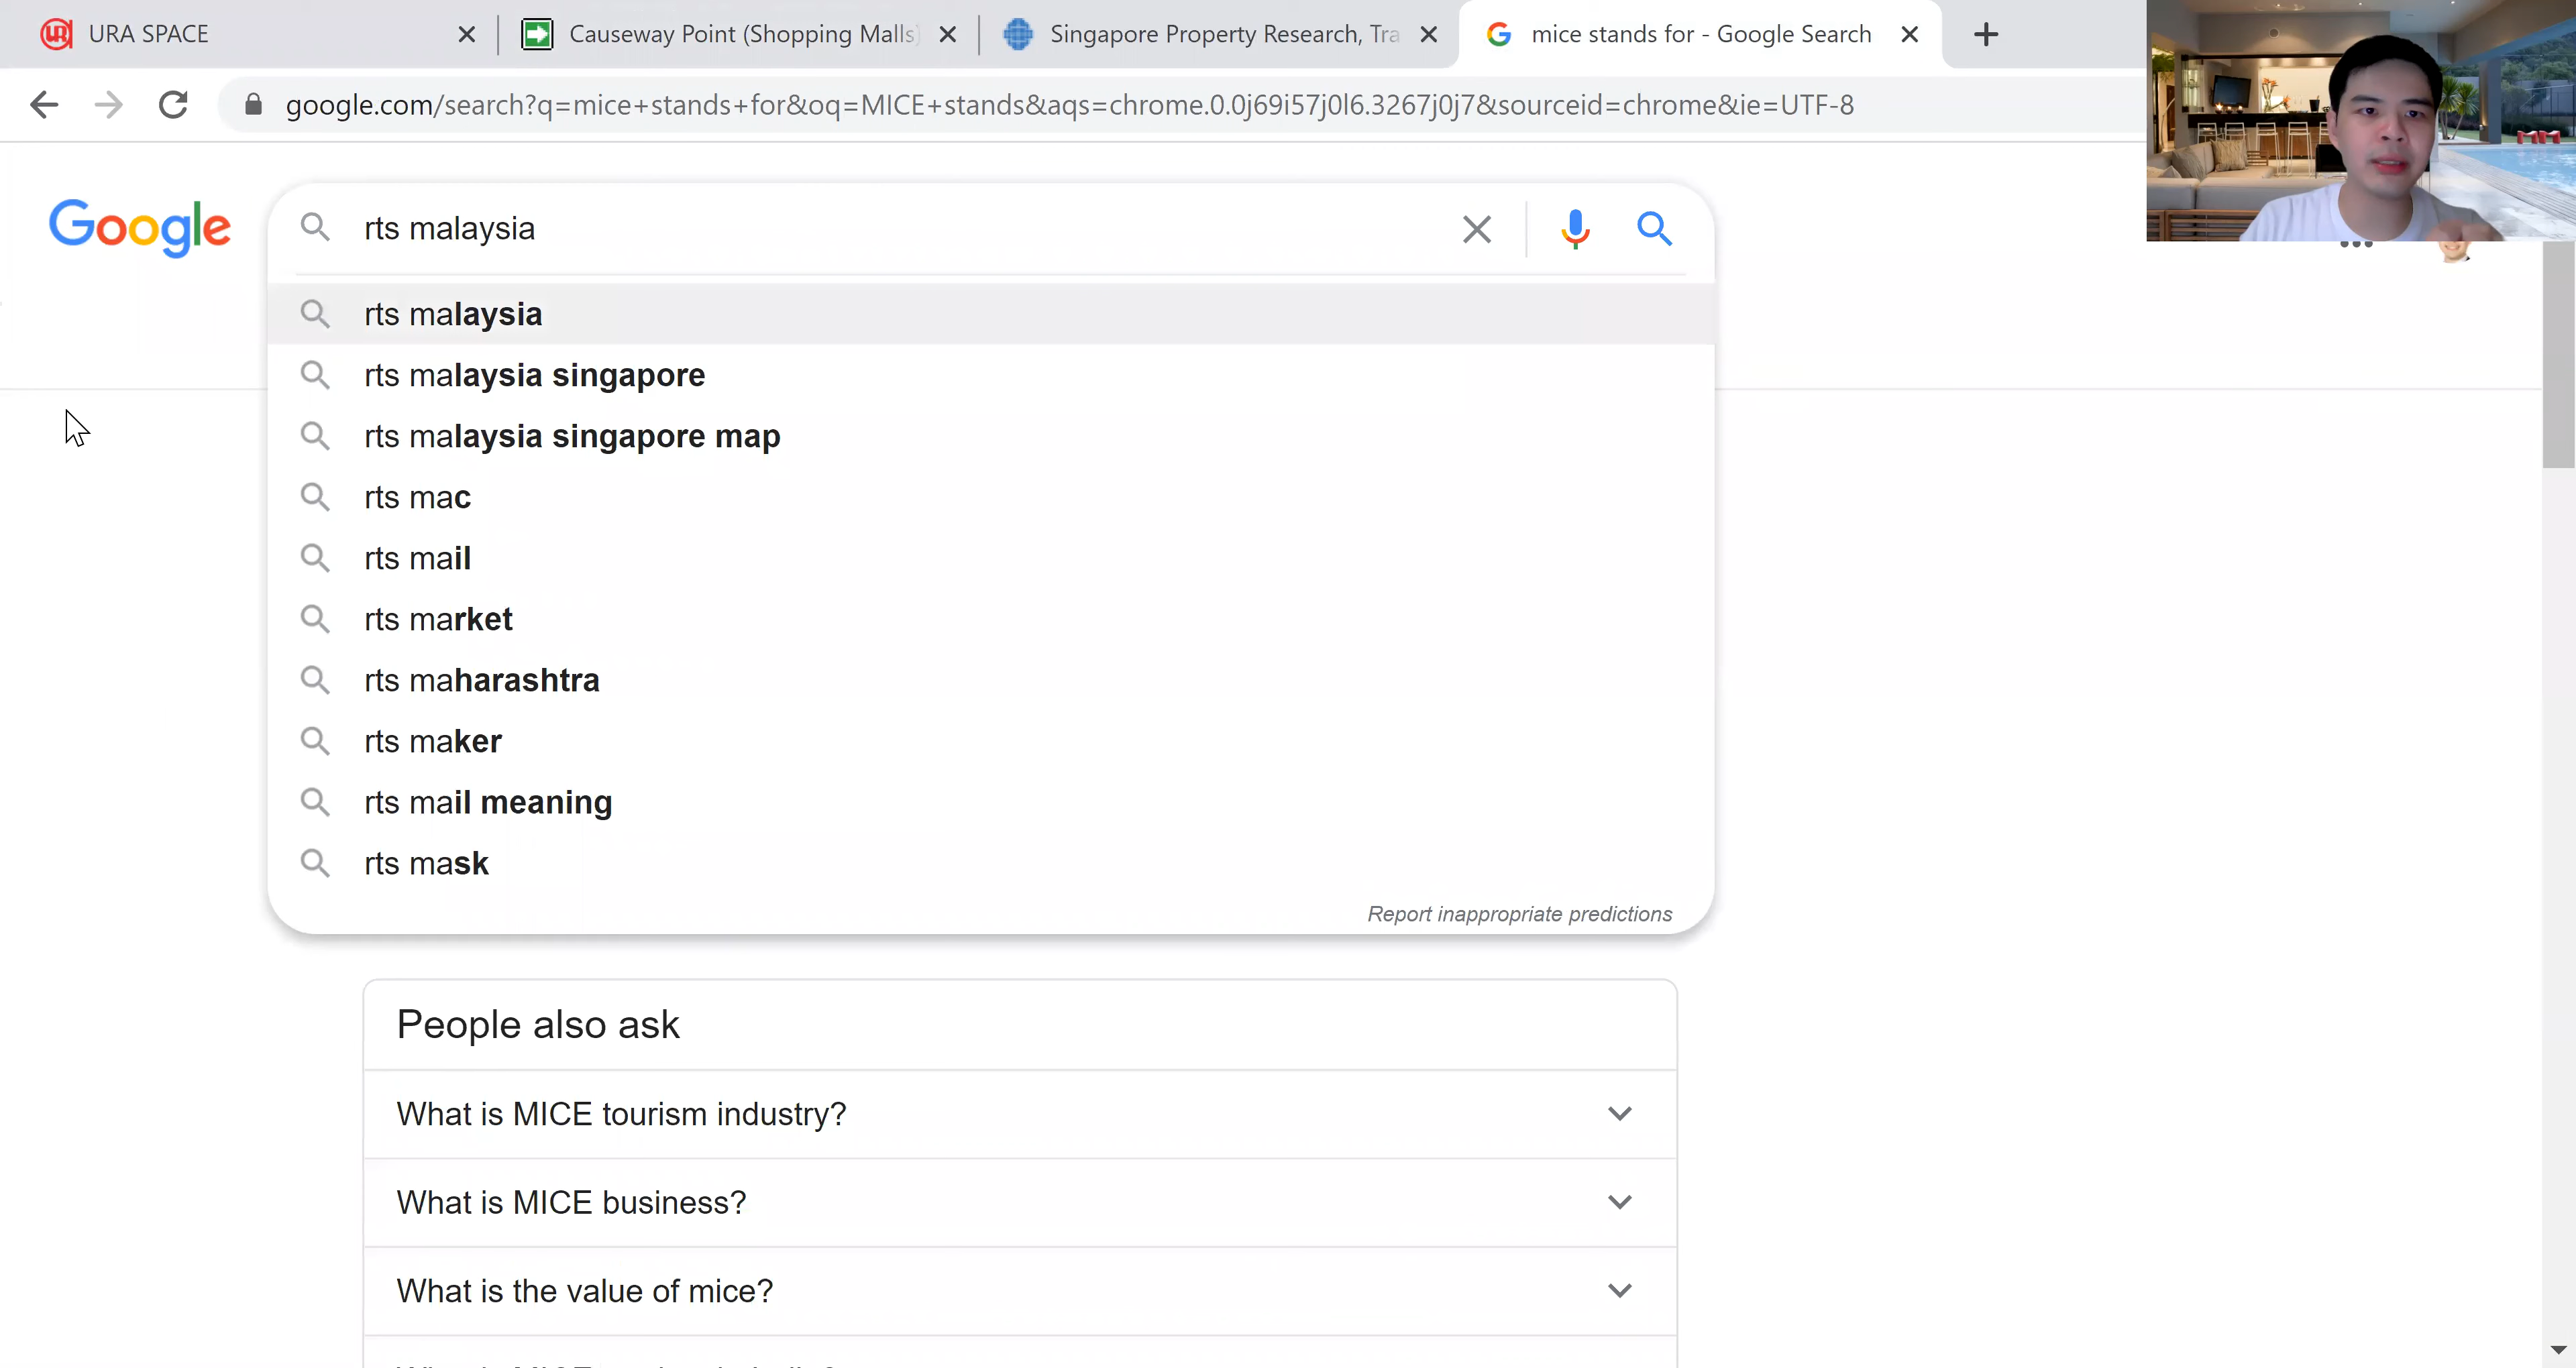 URA SPACE
Causeway Point (Shopping Malls)
Singapore Property Research, Tra
mice stands for - Google Search
google.com/search?q=mice+stands+for&oq=MICE+stands&aqs=chrome.0.0j69i57j0l6.3267j0j7&sourceid=chrome&ie=UTF-8
Google
rts malaysia
rts malaysia
rts malaysia singapore
rts malaysia singapore map
rts mac
rts mail
rts market
rts maharashtra
rts maker
rts mail meaning
rts mask
Report inappropriate predictions
People also ask
What is MICE tourism industry?
What is MICE business?
What is the value of mice?